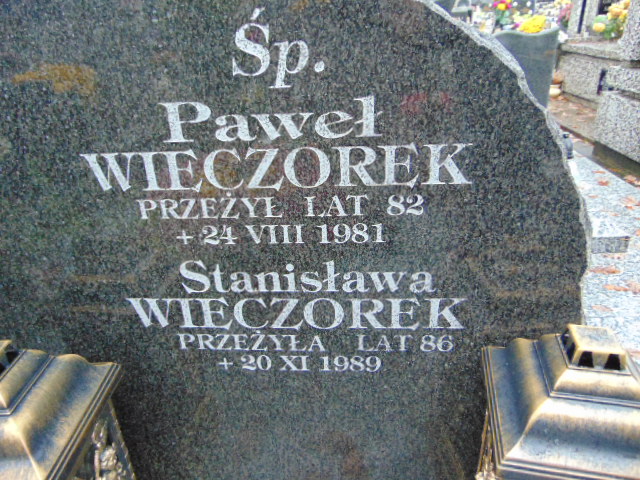 Śp.
Paweł
WIECZOREK
PRZEŻYŁ LAT 82
+ 24 VIII 1981
Stanisława
WIECZOREK
PRZEŻYŁA LAT 86
+ 20 XI 1989